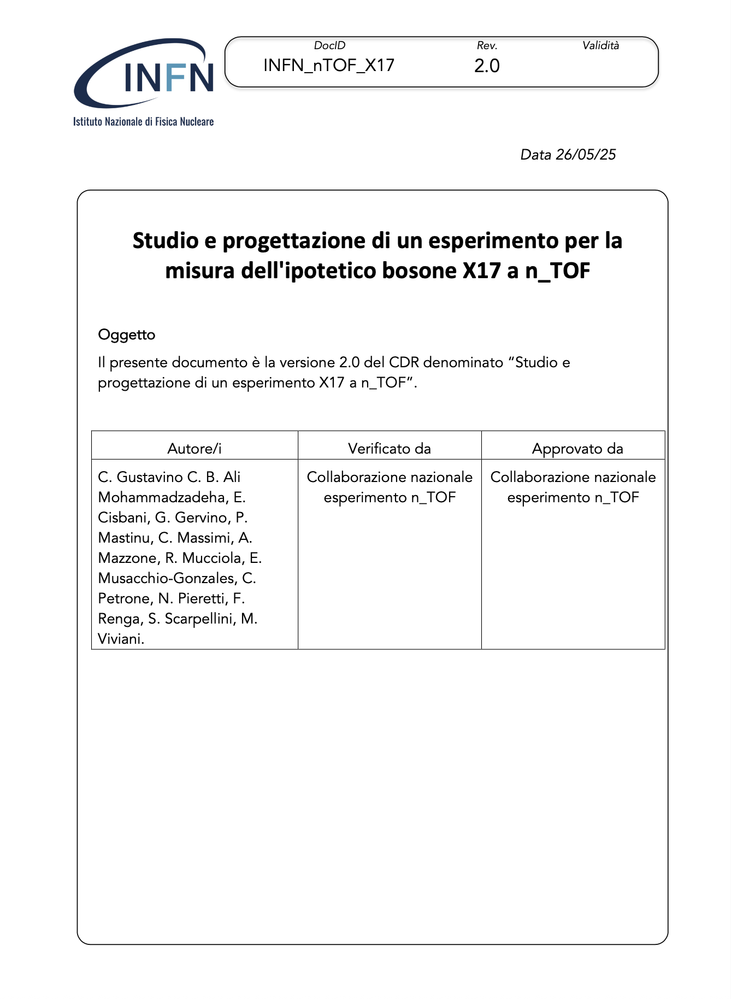 INFN
Istituto Nazionale di Fisica Nucleare
DocID Rev. Validità
INFN_nTOF_X17 2.0
Data 26/05/25
Studio e progettazione di un esperimento per la
misura dell'ipotetico bosone X17 a n_TOF
Oggetto
Il presente documento è la versione 2.0 del CDR denominato “Studio e
progettazione di un esperimento X17 a n_TOF”.
Autore/i Verificato da Approvato da
C. Gustavino C. B. Ali
Mohammadzadeha, E.
Cisbani, G. Gervino, P.
Mastinu, C. Massimi, A.
Mazzone, R. Mucciola, E.
Musacchio-Gonzales, C.
Petrone, N. Pieretti, F.
Renga, S. Scarpellini, M.
Viviani.
Collaborazione nazionale
esperimento n_TOF
Collaborazione nazionale
esperimento n_TOF